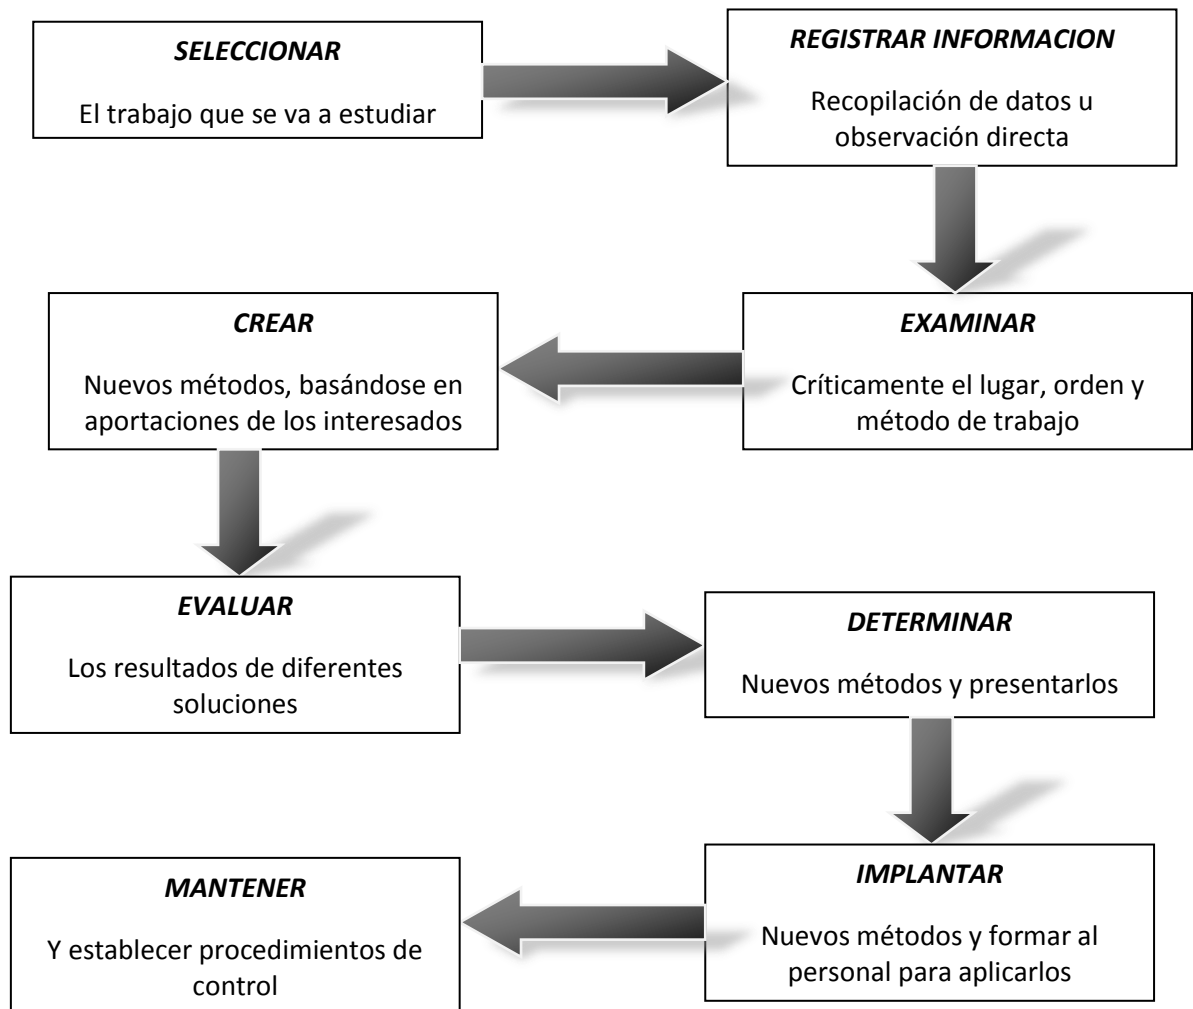 SELECCIONAR
El trabajo que se va a estudiar
REGISTRAR INFORMACION
Recopilación de datos u
observación directa
EXAMINAR
Críticamente el lugar, orden y
método de trabajo
CREAR
Nuevos métodos, basándose en
aportaciones de los interesados
EVALUAR
Los resultados de diferentes
soluciones
DETERMINAR
Nuevos métodos y presentarlos
IMPLANTAR
Nuevos métodos y formar al
personal para aplicarlos
MANTENER
Y establecer procedimientos de
control